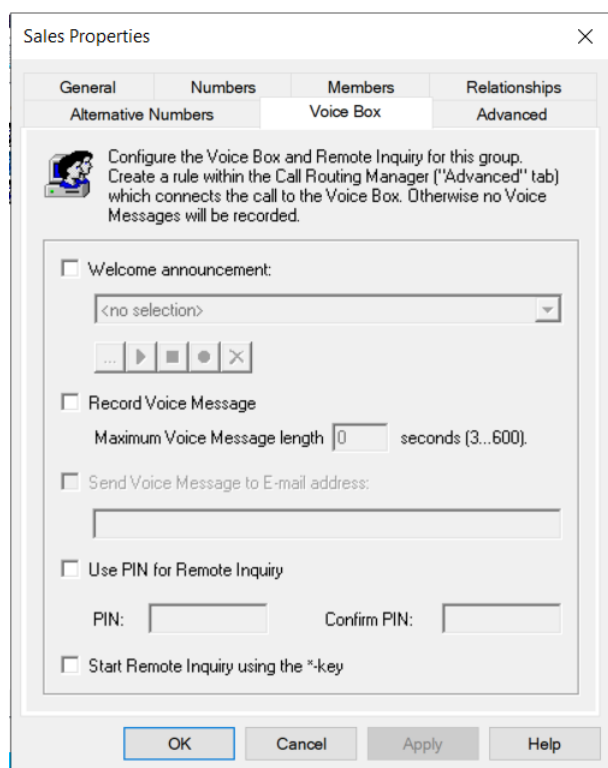 Sales Properties
General Numbers Members Relationships
Alternative Numbers Voice Box Advanced
Configure the Voice Box and Remote Inquiry for this group.
Create a rule within the Call Routing Manager ("Advanced" tab)
which connects the call to the Voice Box. Otherwise no Voice
Messages will be recorded.
Welcome announcement:
<no selection>
...
Record Voice Message
Maximum Voice Message length 0 seconds (3...600).
Send Voice Message to E-mail address:
Use PIN for Remote Inquiry
PIN: Confirm PIN:
Start Remote Inquiry using the *-key
OK Cancel Apply Help